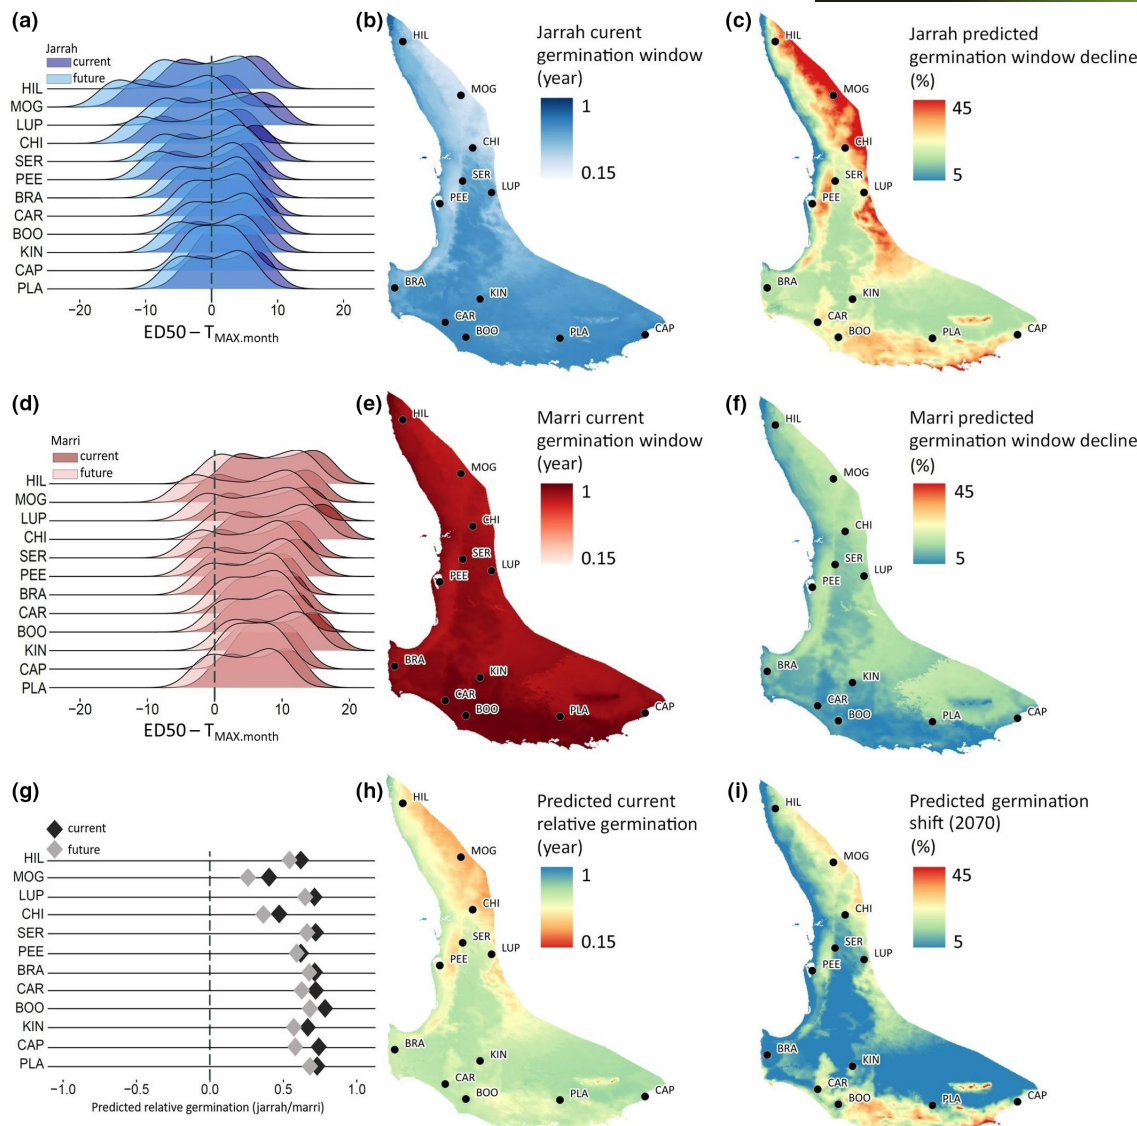 (a)
Jarrah
current
future
HIL
MOG
LUP
CHI
SER
PEE
BRA
CAR
BOO
KIN
CAP
PLA
−20 −10 0 10 20
ED50 – TMAX.month
(b)
Jarrah curent
germination window
(year)
1
0.15
HIL
MOG
CHI
SER
LUP
PEE
BRA
KIN
CAR
BOO
PLA
CAP
(c)
Jarrah predicted
germination window decline
(%)
45
5
HIL
MOG
CHI
SER
LUP
PEE
BRA
KIN
CAR
BOO
PLA
CAP
(d)
Marri
current
future
HIL
MOG
LUP
CHI
SER
PEE
BRA
CAR
BOO
KIN
CAP
PLA
−20 −10 0 10 20
ED50 – TMAX.month
(e)
Marri current
germination window
(year)
1
0.15
HIL
MOG
CHI
SER
LUP
PEE
BRA
KIN
CAR
BOO
PLA
CAP
(f)
Marri predicted
germination window decline
(%)
45
5
HIL
MOG
CHI
SER
LUP
PEE
BRA
KIN
CAR
BOO
PLA
CAP
(g)
current
future
HIL
MOG
LUP
CHI
SER
PEE
BRA
CAR
BOO
KIN
CAP
PLA
−1.0 −0.5 0.0 0.5 1.0
Predicted relative germination (jarrah/marri)
(h)
Predicted current
relative germination
(year)
1
0.15
HIL
MOG
CHI
SER
LUP
PEE
BRA
KIN
CAR
BOO
PLA
CAP
(i)
Predicted germination
shift (2070)
(%)
45
5
HIL
MOG
CHI
SER
LUP
PEE
BRA
KIN
CAR
BOO
PLA
CAP